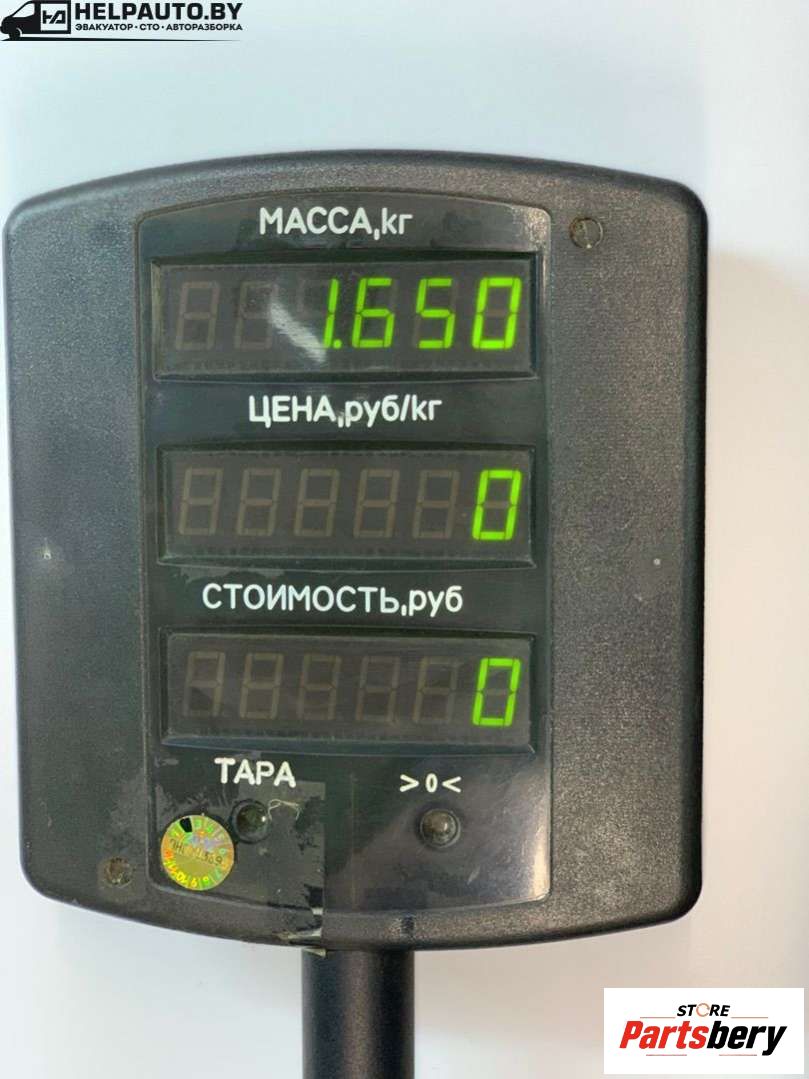 HELPAUTO.BY
ЭВАКУАТОР • СТО • АВТОРАЗБОРКА
МАССА,кг
1.650
ЦЕНА,руб/кг
0
СТОИМОСТЬ,руб
0
ТАРА
>0<
STORE
Partsbery